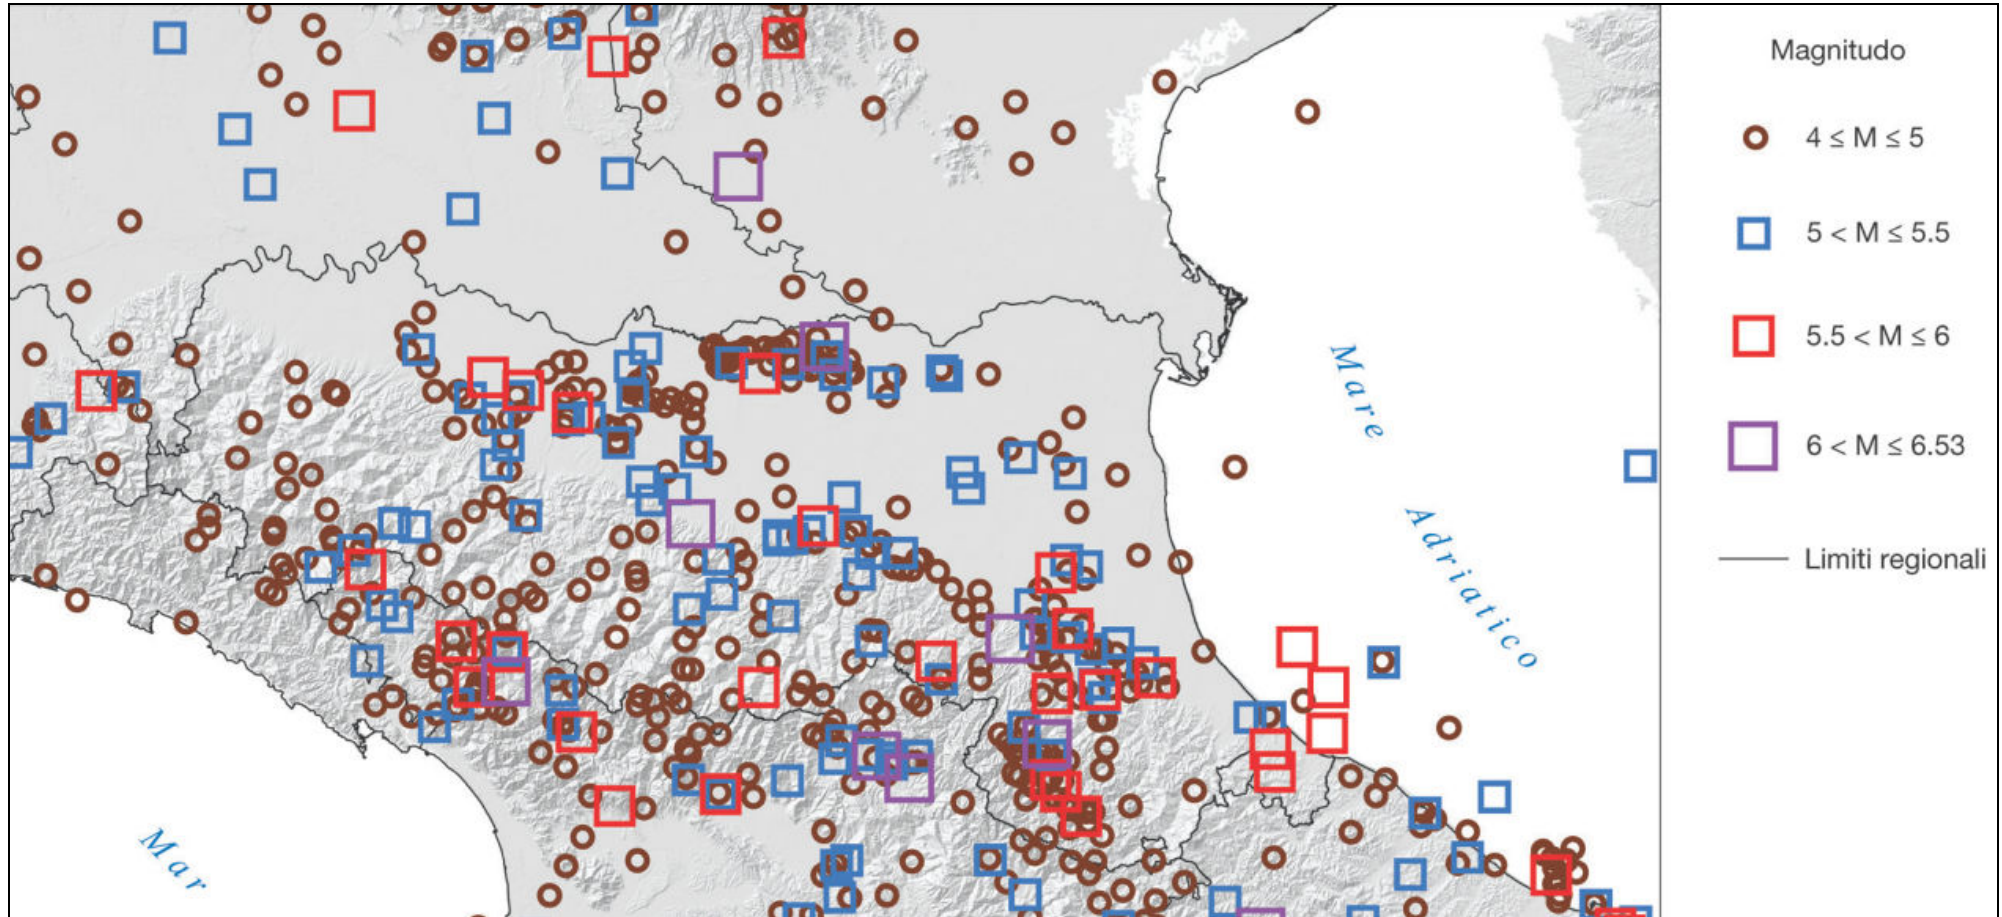 Magnitudo
4 ≤ M ≤ 5
5 < M ≤ 5.5
5.5 < M ≤ 6
6 < M ≤ 6.53
Limiti regionali
Mare
Adriatico
Mar